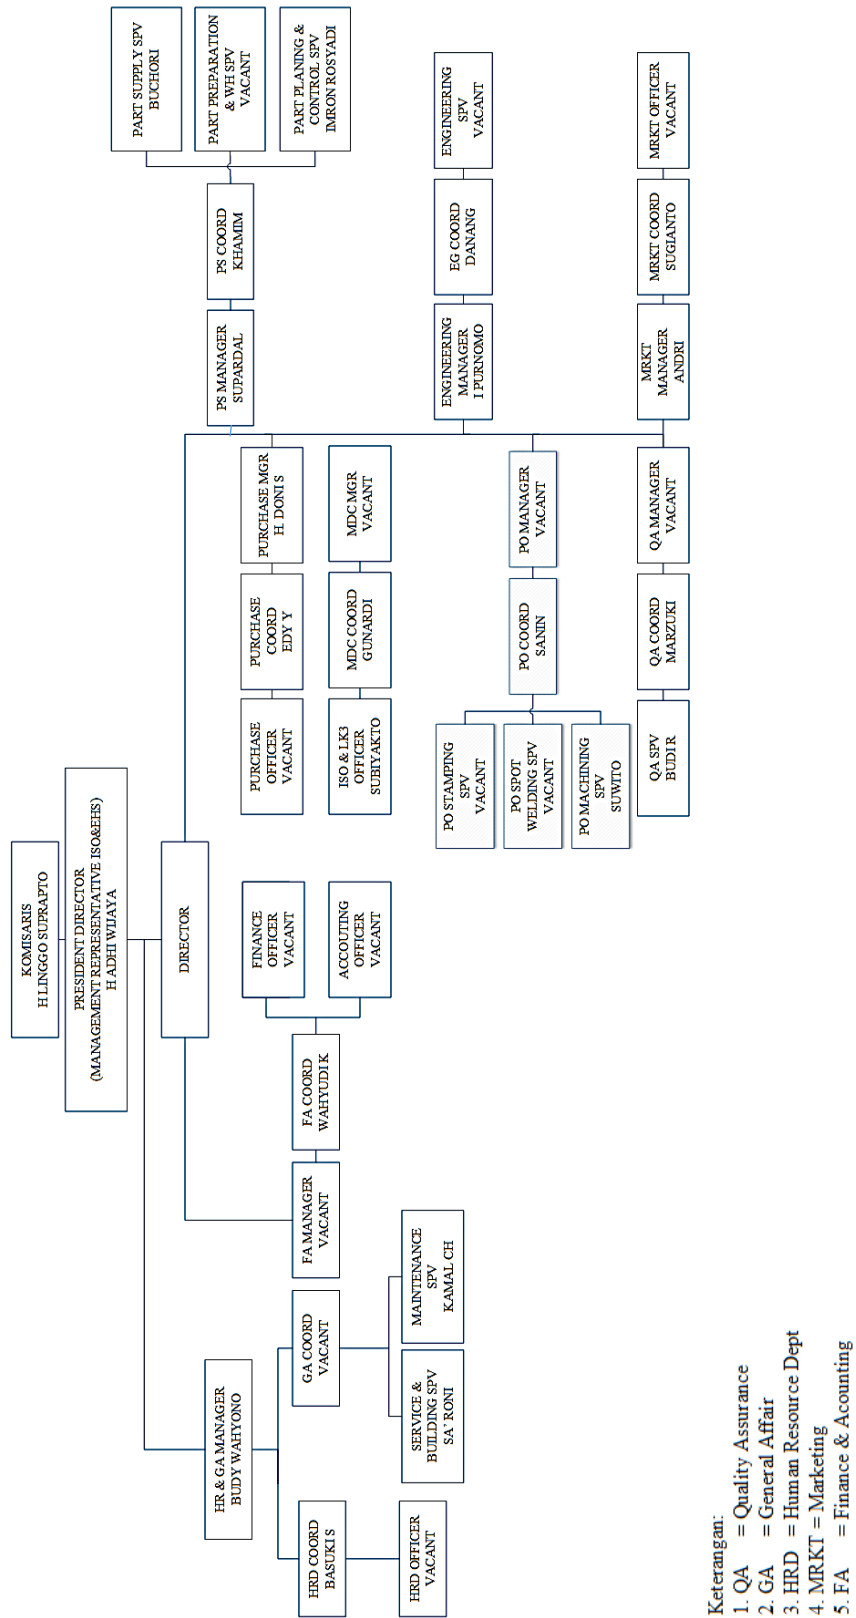 KOMISARIS
H LINGGO SUPRAPTO
PRESIDENT DIRECTOR
(MANAGEMENT REPRESENTATIVE ISO&EHS)
H ADHI WIJAYA
DIRECTOR
HR & GA MANAGER
BUDY WAHYONO
HRD COORD
BASUKI S
HRD OFFICER
VACANT
GA COORD
VACANT
SERVICE &
BUILDING SPV
SA' RONI
MAINTENANCE
SPV
KAMAL CH
FA MANAGER
VACANT
FA COORD
WAHYUDI K
FINANCE
OFFICER
VACANT
ACCOUTING
OFFICER
VACANT
PURCHASE MGR
H. DONI S
PURCHASE
COORD
EDY Y
PURCHASE
OFFICER
VACANT
MDC MGR
VACANT
MDC COORD
GUNARDI
ISO & LK3
OFFICER
SUBIYAKTO
PO MANAGER
VACANT
PO COORD
SANIN
PO STAMPING
SPV
VACANT
PO SPOT
WELDING SPV
VACANT
PO MACHINING
SPV
SUWITO
QA MANAGER
VACANT
QA COORD
MARZUKI
QA SPV
BUDI R
PS MANAGER
SUPARDAL
PS COORD
KHAMIM
PART SUPPLY SPV
BUCHORI
PART PREPARATION
& WH SPV
VACANT
PART PLANING &
CONTROL SPV
IMRON ROSYADI
ENGINEERING
MANAGER
I PURNOMO
EG COORD
DANANG
ENGINEERING
SPV
VACANT
MRKT
MANAGER
ANDRI
MRKT COORD
SUGIANTO
MRKT OFFICER
VACANT
Keterangan:
1. QA = Quality Assurance
2. GA = General Affair
3. HRD = Human Resource Dept
4. MRKT = Marketing
5. FA = Finance & Acounting